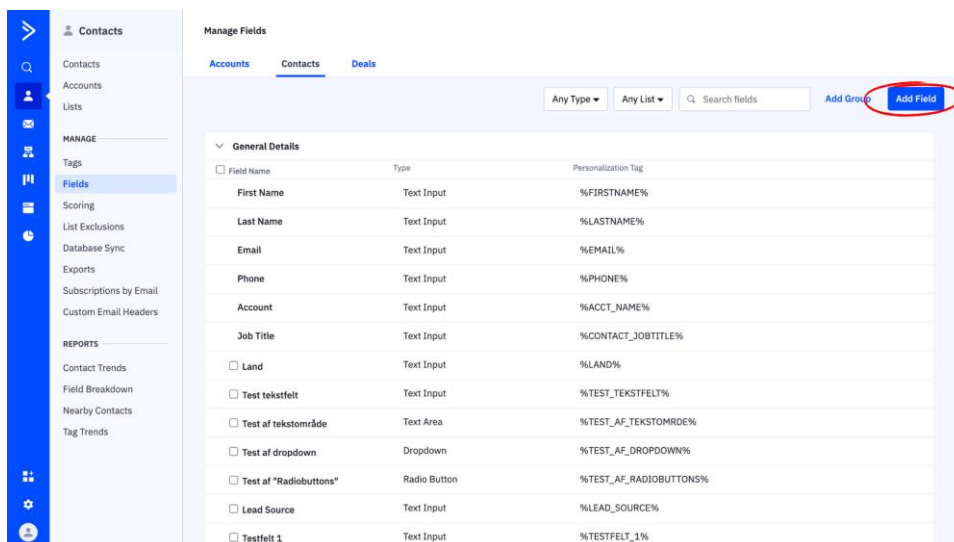 Contacts
Contacts
Accounts
Lists
MANAGE
Tags
Fields
Scoring
List Exclusions
Database Sync
Exports
Subscriptions by Email
Custom Email Headers
REPORTS
Contact Trends
Field Breakdown
Nearby Contacts
Tag Trends
Manage Fields
Accounts Contacts Deals
Any Type Any List Search fields Add Group Add Field
General Details
Field Name Type Personalization Tag
First Name Text Input %FIRSTNAME%
Last Name Text Input %LASTNAME%
Email Text Input %EMAIL%
Phone Text Input %PHONE%
Account Text Input %ACCT_NAME%
Job Title Text Input %CONTACT_JOBTITLE%
Land Text Input %LAND%
Test tekstfelt Text Input %TEST_TEKSTFELT%
Test af tekstområde Text Area %TEST_AF_TEKSTOMRDE%
Test af dropdown Dropdown %TEST_AF_DROPDOWN%
Test af "Radiobuttons" Radio Button %TEST_AF_RADIOBUTTONS%
Lead Source Text Input %LEAD_SOURCE%
Testfelt 1 Text Input %TESTFELT_1%